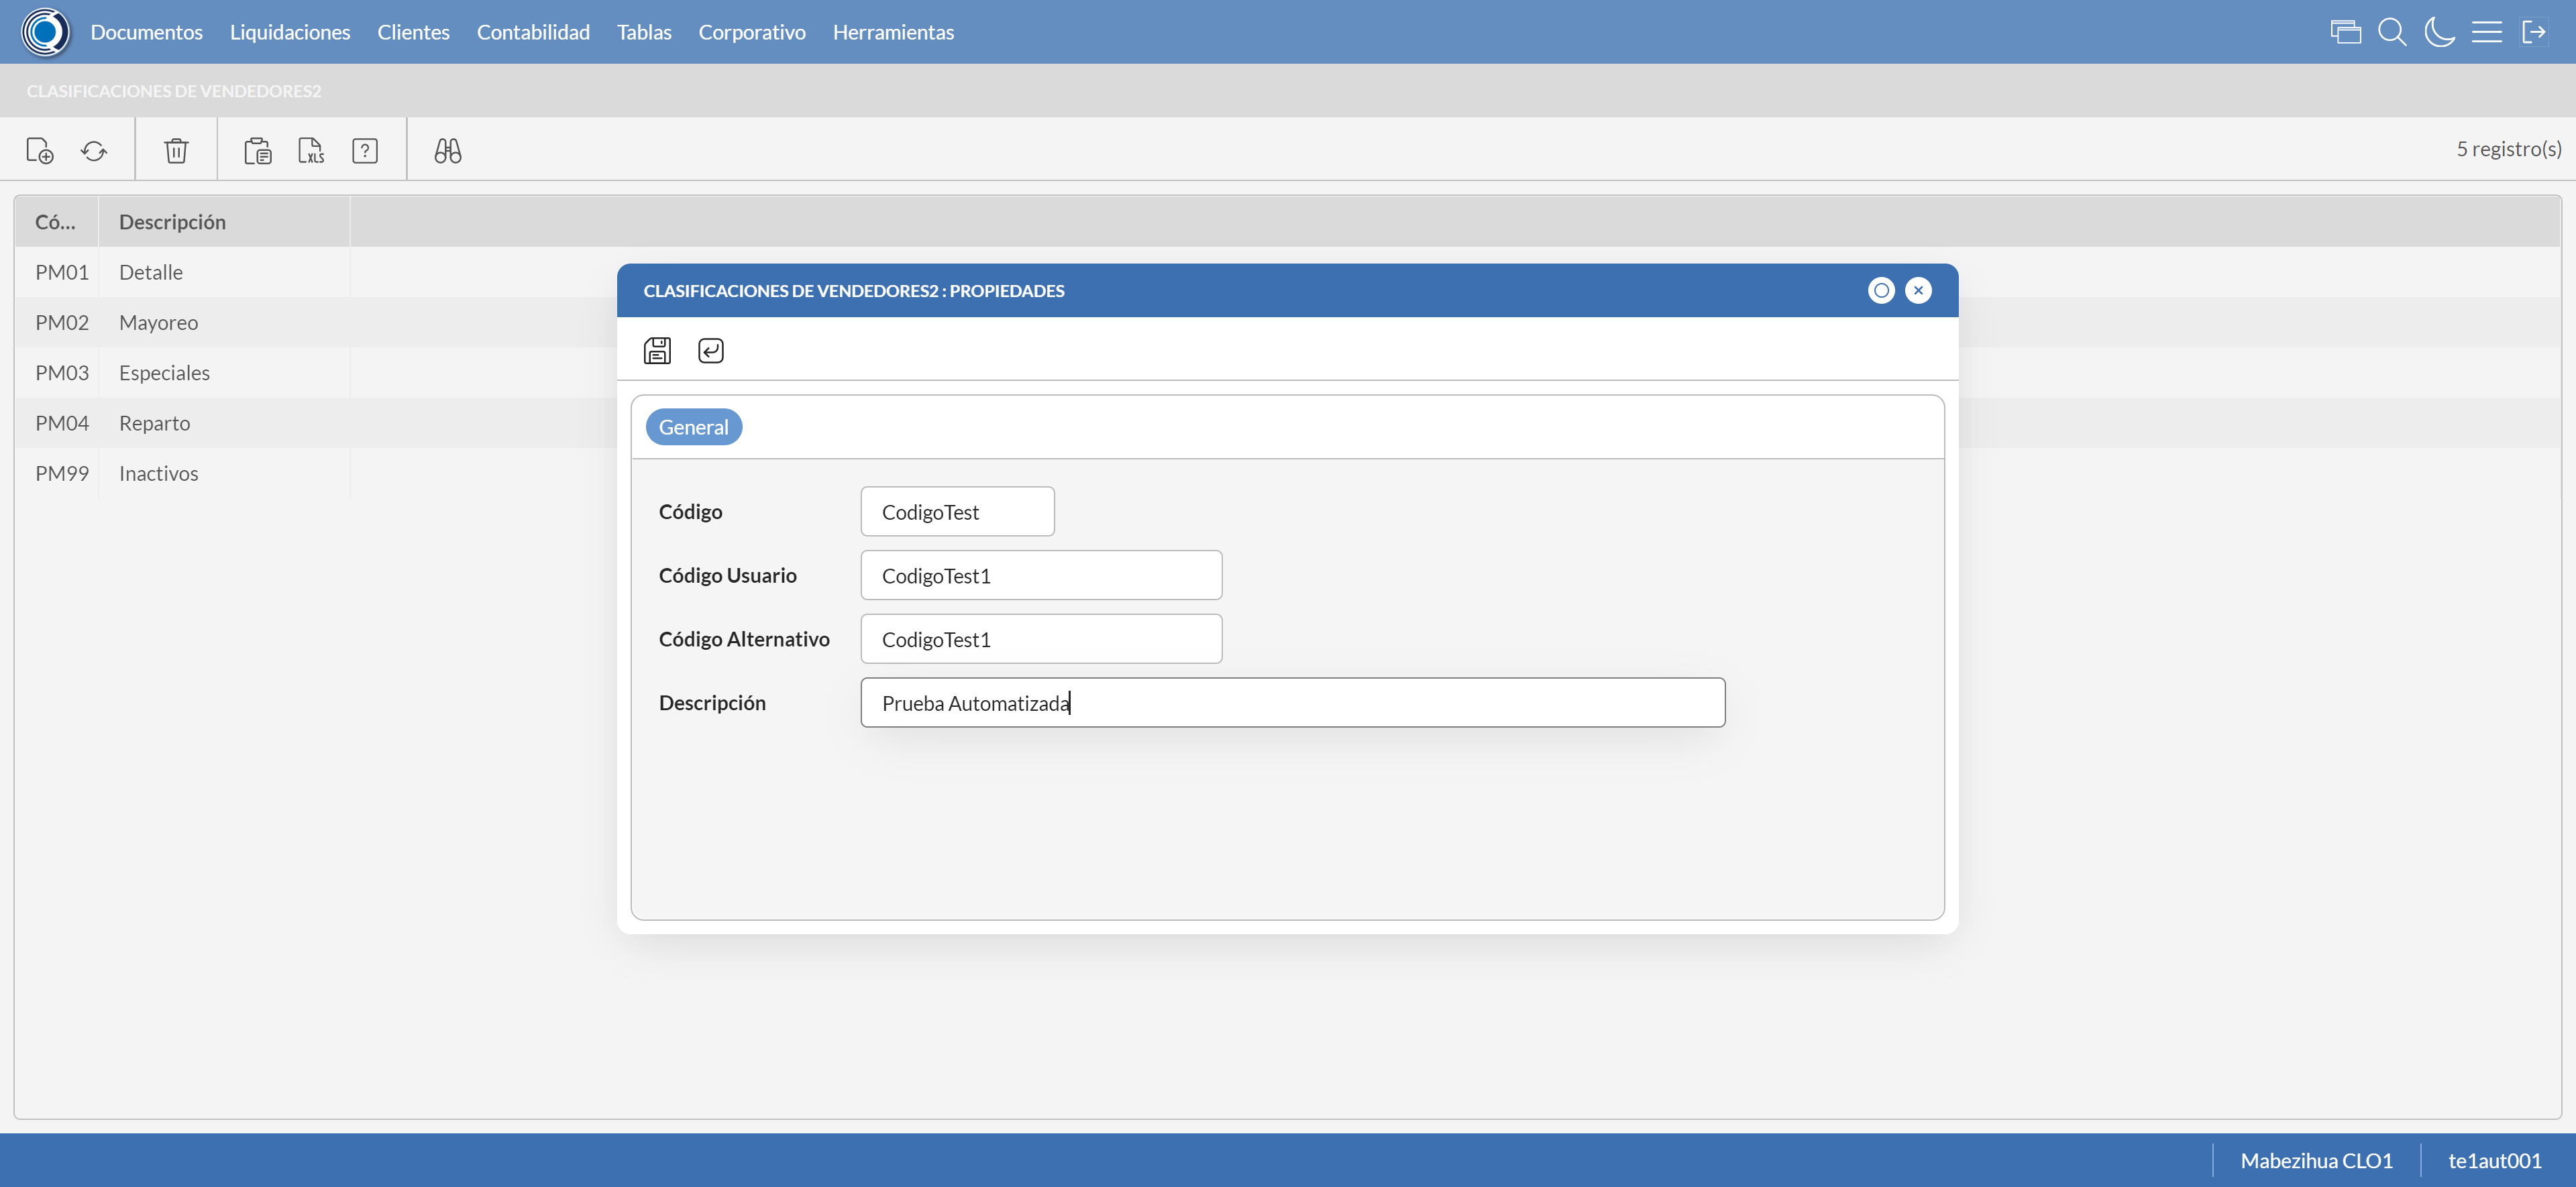 Documentos Liquidaciones Clientes Contabilidad Tablas Corporativo Herramientas
CLASIFICACIONES DE VENDEDORES2
XLS ? 5 registro(s)
Có... Descripción
PM01 Detalle
PM02 Mayoreo
PM03 Especiales
PM04 Reparto
PM99 Inactivos
CLASIFICACIONES DE VENDEDORES2 : PROPIEDADES
General
Código CodigoTest
Código Usuario CodigoTest1
Código Alternativo CodigoTest1
Descripción Prueba Automatizada
Mabezihua CLO1 te1aut001